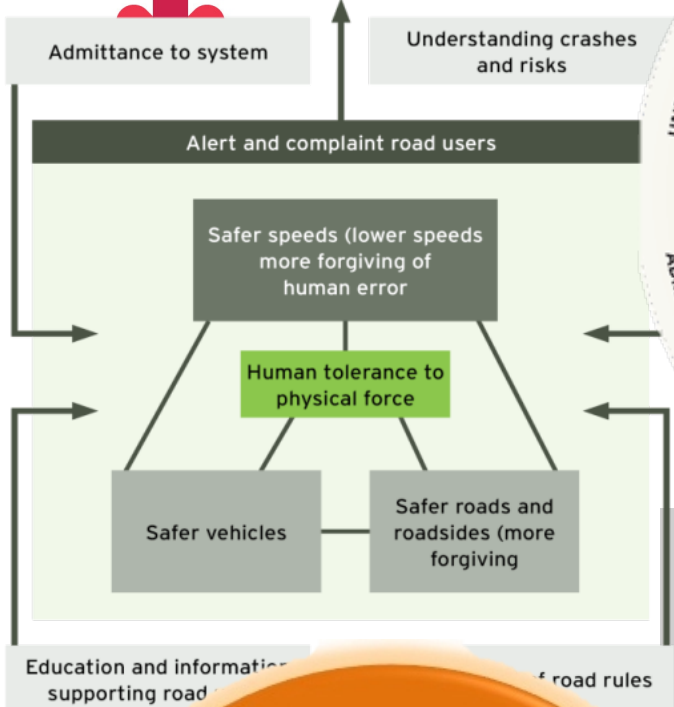 Admittance to system
Understanding crashes
and risks
Alert and complaint road users
Safer speeds (lower speeds
more forgiving of
human error
Human tolerance to
physical force
Safer vehicles
Safer roads and
roadsides (more
forgiving
Education and information
supporting road
road rules